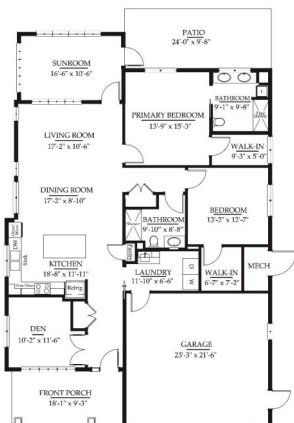 PATIO
24'-0" x 9'-8"
SUNROOM
16'-6" x 10'-6"
BATHROOM
9'-1" x 9'-8"
PRIMARY BEDROOM
13'-9" x 15'-3"
LIVING ROOM
17'-2" x 10'-6"
WALK-IN
9'-3" x 5'-0"
DINING ROOM
17'-2" x 8'-10"
BEDROOM
13'-2" x 12'-7"
BATHROOM
9'-10" x 8'-8"
DW
Sink
KITCHEN
18'-8" x 11'-11"
LAUNDRY
11'-10" x 6'-6"
D
W
WALK-IN
6'-7" x 7'-2"
MECH
Refrig.
DEN
10'-2" x 11'-6"
GARAGE
23'-3" x 21'-6"
FRONT PORCH
18'-1" x 9'-3"